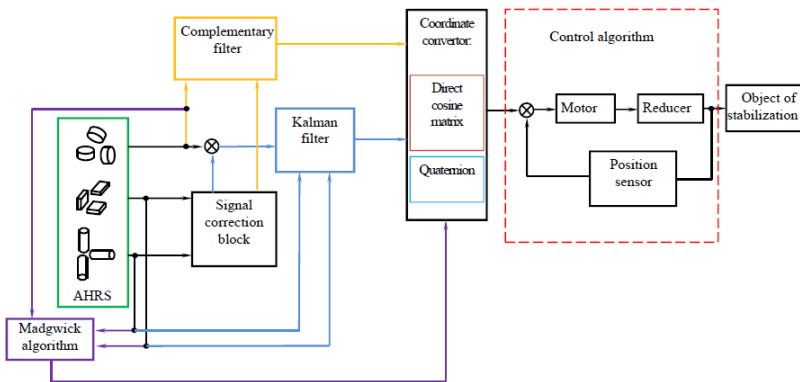 Complementary
filter
Coordinate
convertor:
Control algorithm
Direct
cosine
matrix
Kalman
filter
Motor
Reducer
Object of
stabilization
Quaternion
Position
sensor
Signal
correction
block
AHRS
Madgwick
algorithm